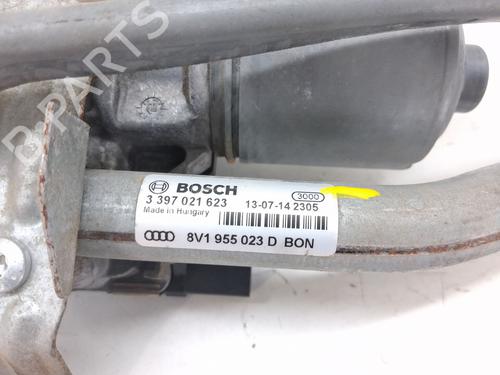 B-PARTS
BOSCH 3000
3 397 021 623 13-07-14 2305
Made in Hungary
8V1 955 023 D BON